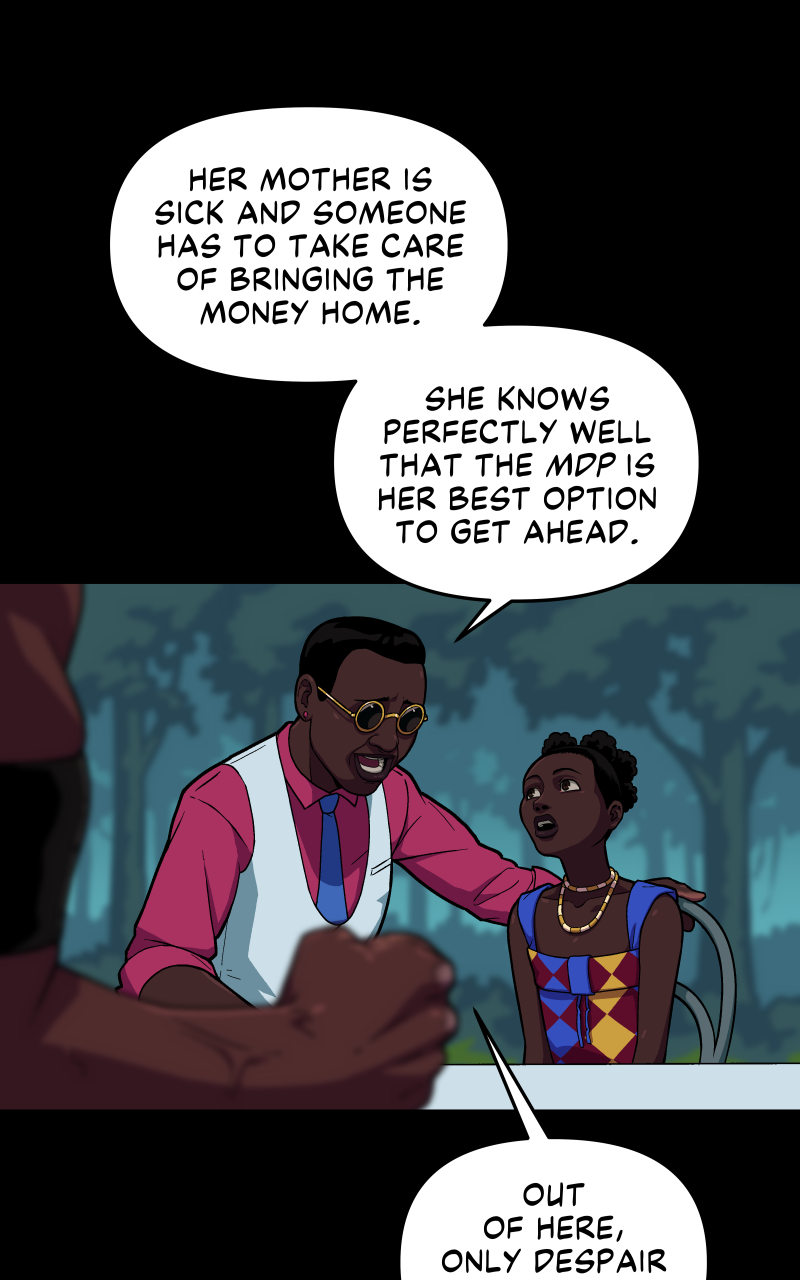 HER MOTHER IS
SICK AND SOMEONE
HAS TO TAKE CARE
OF BRINGING THE
MONEY HOME.
SHE KNOWS
PERFECTLY WELL
THAT THE MDP IS
HER BEST OPTION
TO GET AHEAD.
OUT
OF HERE,
ONLY DESPAIR